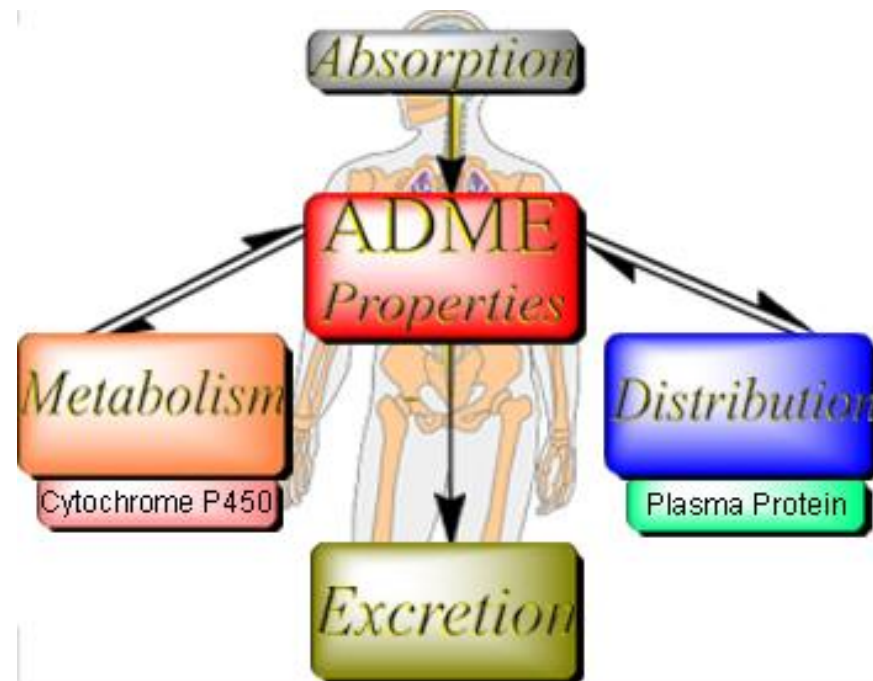 Absorption
ADME
Properties
Metabolism
Distribution
Cytochrome P450
Plasma Protein
Excretion